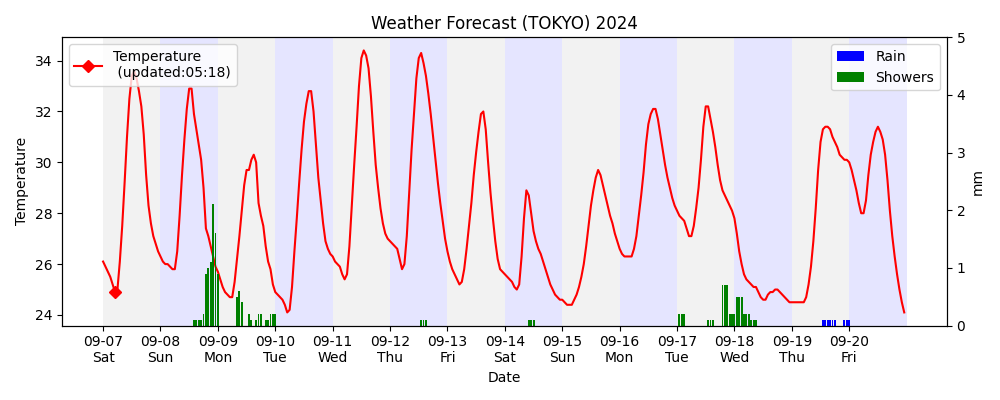 Weather Forecast (TOKYO) 2024
Temperature
(updated:05:18)
Rain
Showers
Temperature
34
32
30
28
26
24
5
4
3
2
1
0
mm
09-07 09-08 09-09 09-10 09-11 09-12 09-13 09-14 09-15 09-16 09-17 09-18 09-19 09-20
Sat Sun Mon Tue Wed Thu Fri Sat Sun Mon Tue Wed Thu Fri
Date